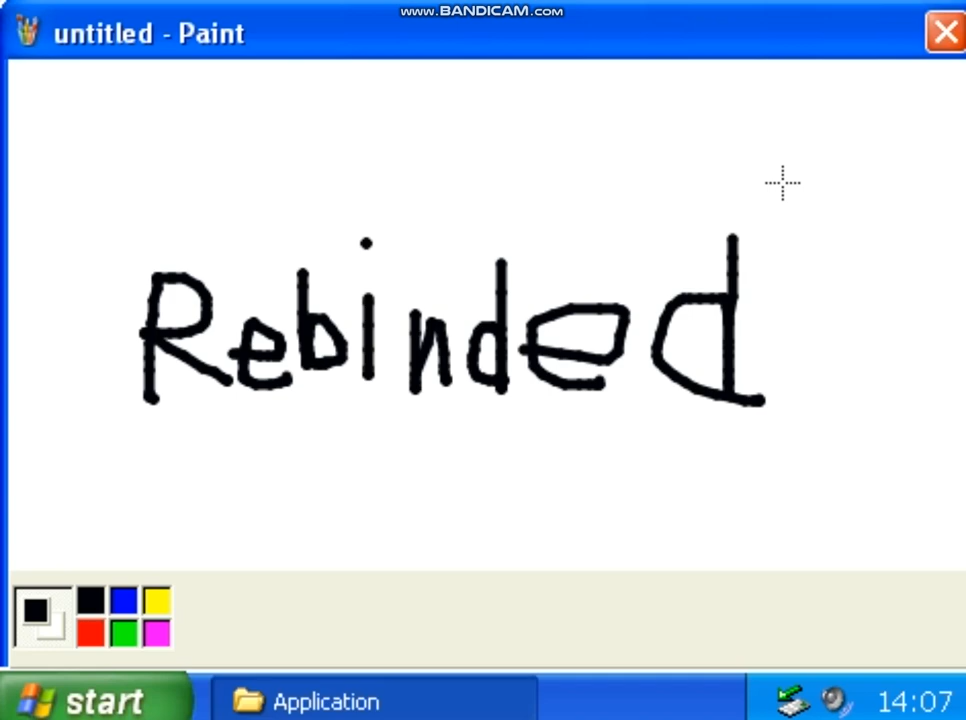 www.BANDICAM.com
untitled - Paint
Rebinded
start
Application
14:07